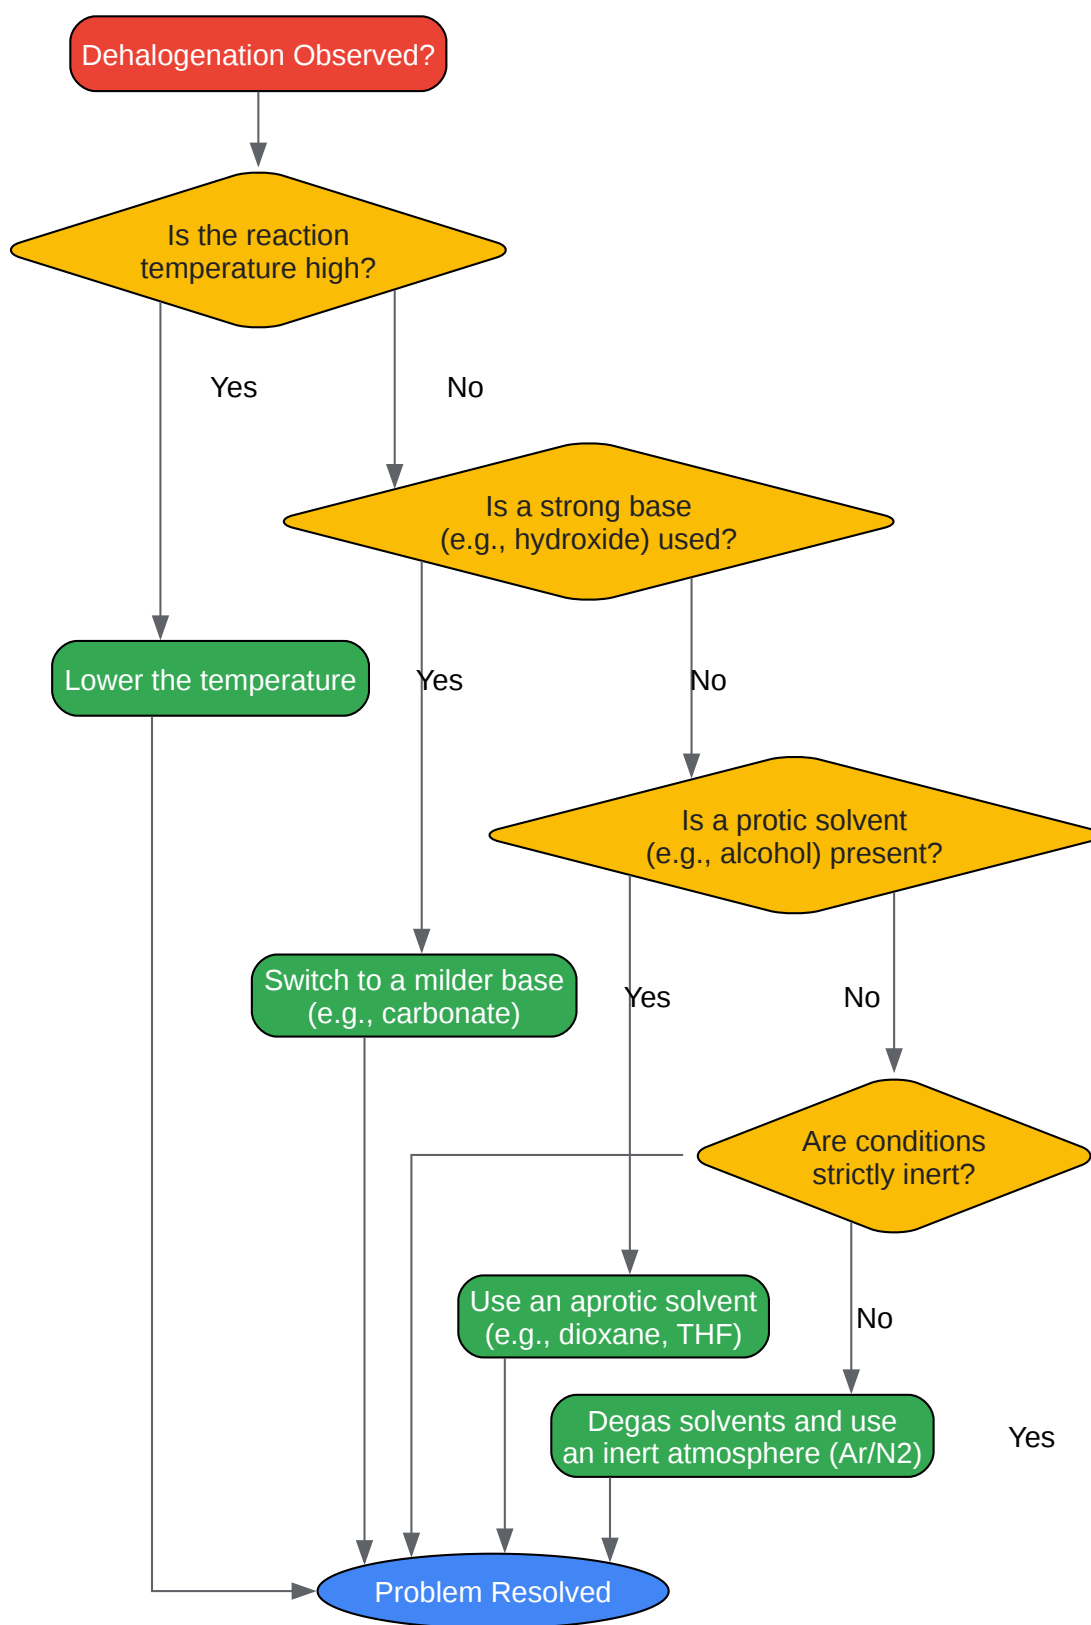 Dehalogenation Observed?
Is the reaction
temperature high?
Yes
No
Is a strong base
(e.g., hydroxide) used?
Lower the temperature
Yes
No
Is a protic solvent
(e.g., alcohol) present?
Switch to a milder base
(e.g., carbonate)
Yes
No
Are conditions
strictly inert?
Use an aprotic solvent
(e.g., dioxane, THF)
No
Degas solvents and use
an inert atmosphere (Ar/N2)
Yes
Problem Resolved